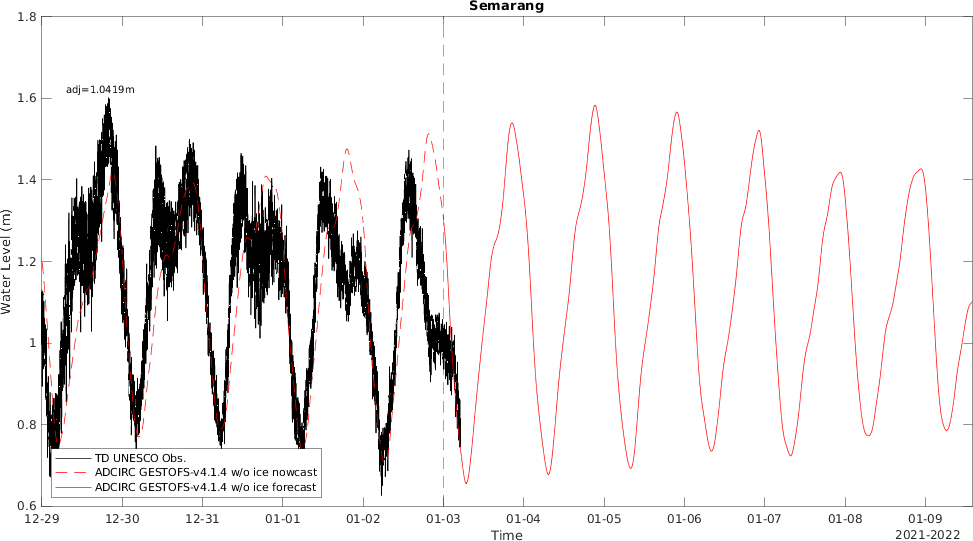 Semarang
1.8
adj=1.0419m
1.6
1.4
1.2
1
0.8
0.6
Water Level (m)
TD UNESCO Obs.
ADCIRC GESTOFS-v4.1.4 w/o ice nowcast
ADCIRC GESTOFS-v4.1.4 w/o ice forecast
12-29 12-30 12-31 01-01 01-02 01-03 01-04 01-05 01-06 01-07 01-08 01-09
2021-2022
Time